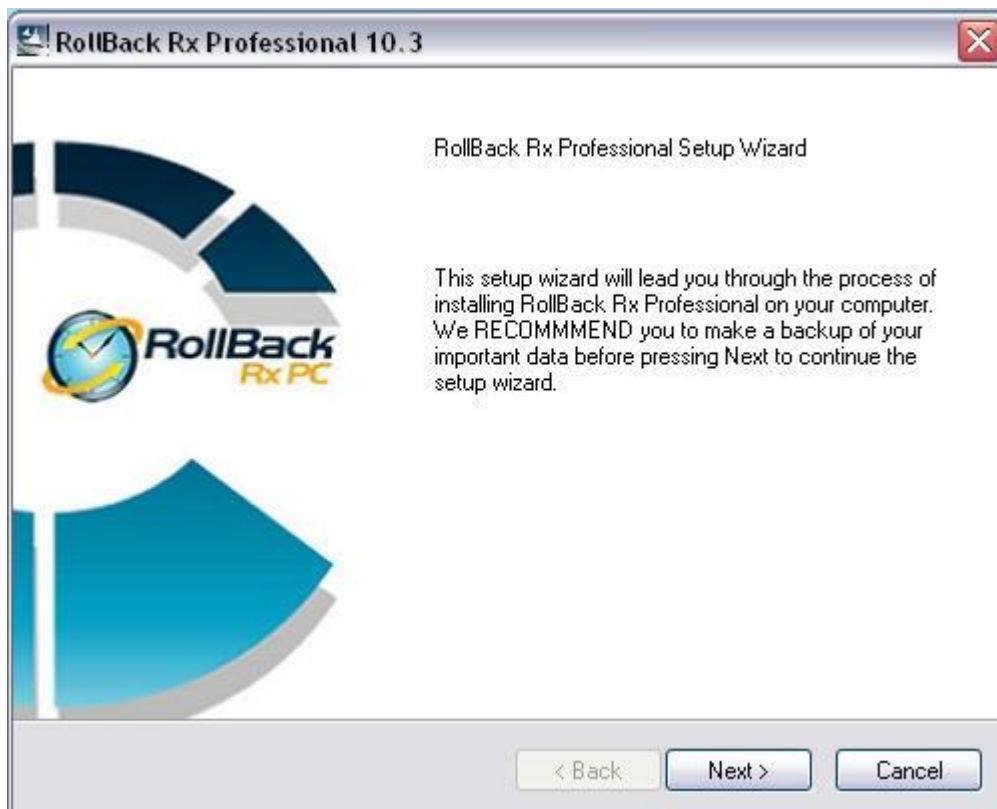 RollBack Rx Professional 10.3
RollBack Rx Professional Setup Wizard
This setup wizard will lead you through the process of
installing RollBack Rx Professional on your computer.
We RECOMMMEND you to make a backup of your
important data before pressing Next to continue the
setup wizard.
RollBack
Rx PC
< Back
Next >
Cancel